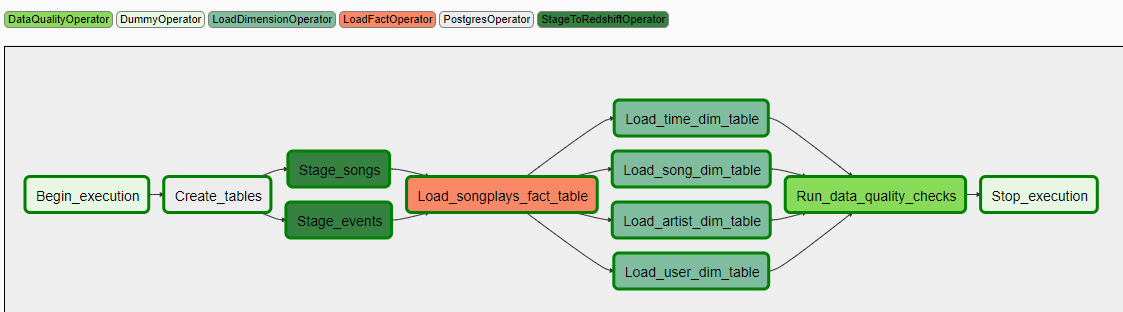 DataQualityOperator DummyOperator LoadDimensionOperator LoadFactOperator PostgresOperator StageToRedshiftOperator
Load_time_dim_table
Stage_songs Load_song_dim_table
Begin_execution Create_tables Load_songplays_fact_table Run_data_quality_checks Stop_execution
Stage_events Load_artist_dim_table
Load_user_dim_table